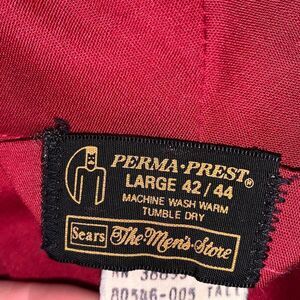 PERMA·PREST®
LARGE 42/44
MACHINE WASH WARM
TUMBLE DRY
Sears The Men's Store